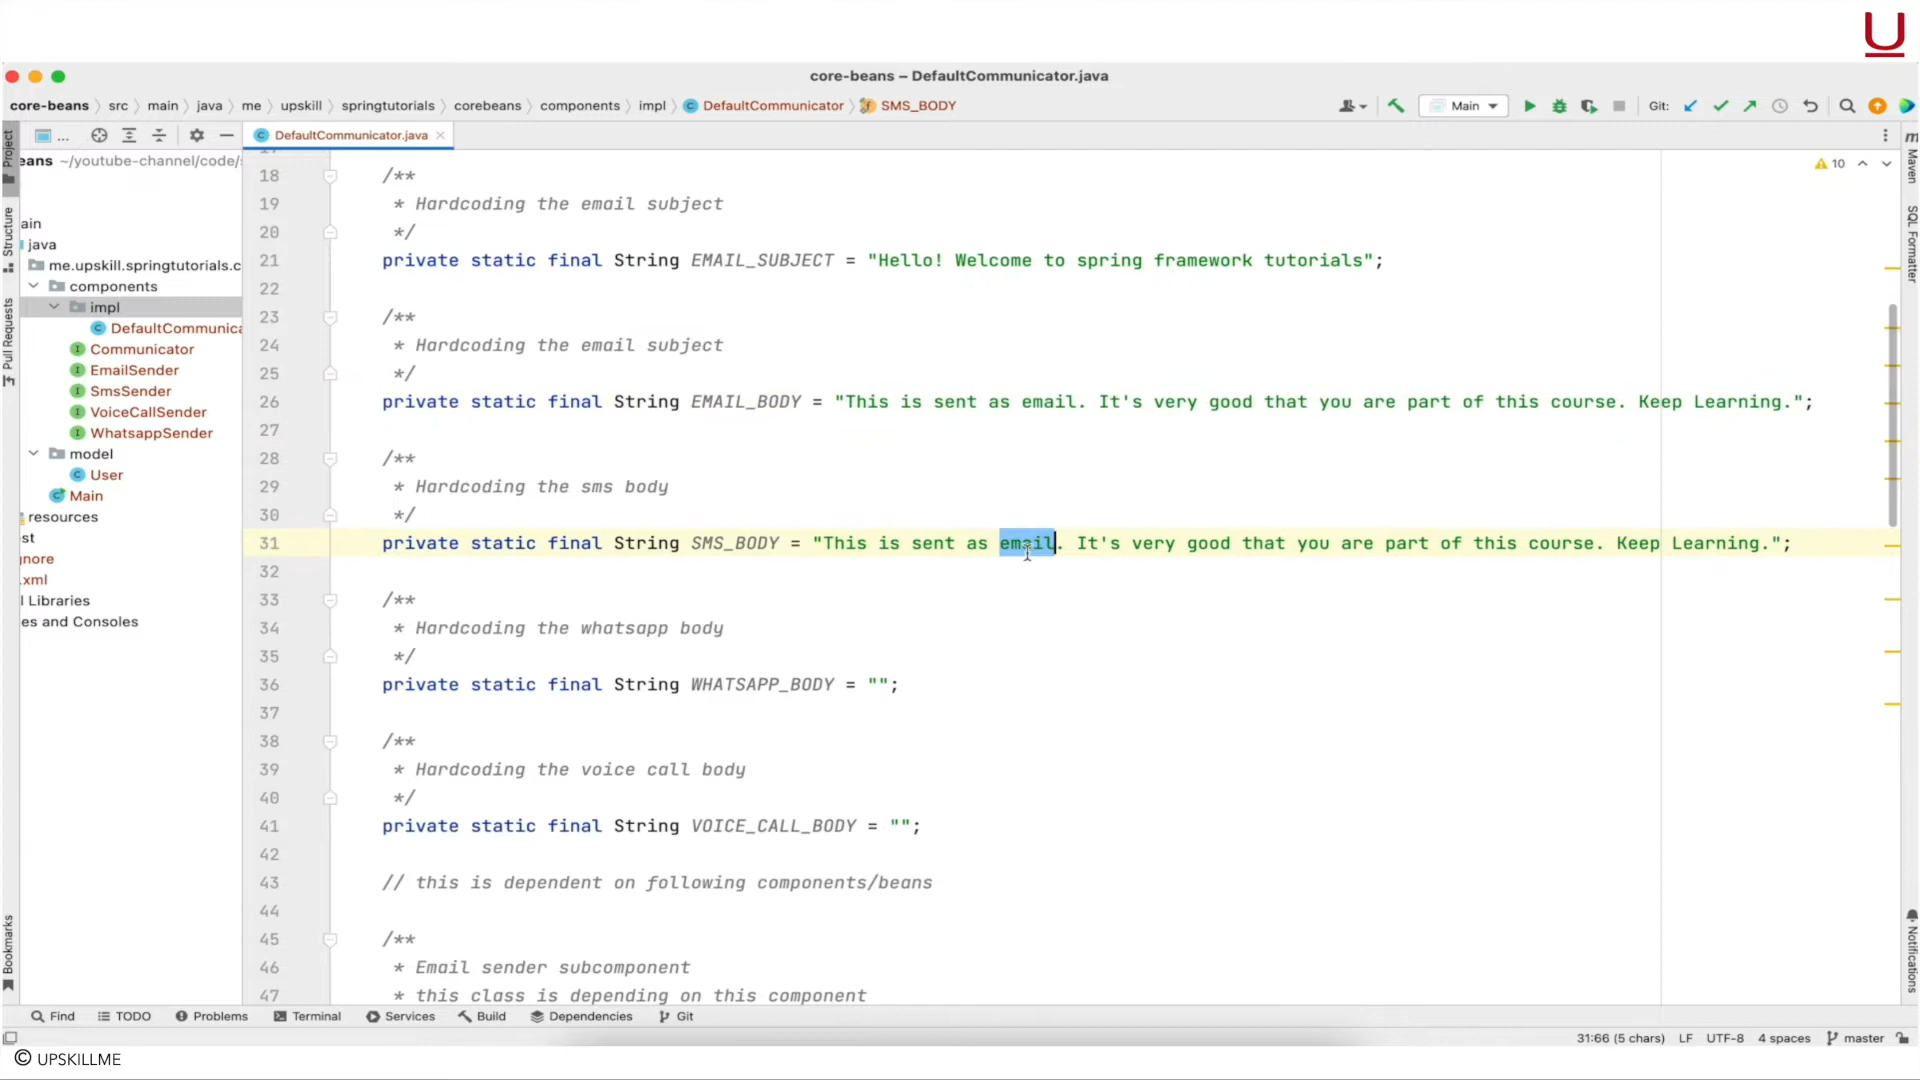 U
core-beans – DefaultCommunicator.java
core-beans src main java me upskill springtutorials corebeans components impl DefaultCommunicator SMS_BODY Main Git:
Project
... DefaultCommunicator.java
eans ~/youtube-channel/code/s
ain
java
me.upskill.springtutorials.c
components
impl
DefaultCommunica
Communicator
EmailSender
SmsSender
VoiceCallSender
WhatsappSender
model
User
Main
resources
st
nore
.xml
l Libraries
es and Consoles
Structure
Pull Requests
Bookmarks
10
17
18 /**
19 * Hardcoding the email subject
20 */
21 private static final String EMAIL_SUBJECT = "Hello! Welcome to spring framework tutorials";
22
23 /**
24 * Hardcoding the email subject
25 */
26 private static final String EMAIL_BODY = "This is sent as email. It's very good that you are part of this course. Keep Learning.";
27
28 /**
29 * Hardcoding the sms body
30 */
31 private static final String SMS_BODY = "This is sent as email. It's very good that you are part of this course. Keep Learning.";
32
33 /**
34 * Hardcoding the whatsapp body
35 */
36 private static final String WHATSAPP_BODY = "";
37
38 /**
39 * Hardcoding the voice call body
40 */
41 private static final String VOICE_CALL_BODY = "";
42
43 // this is dependent on following components/beans
44
45 /**
46 * Email sender subcomponent
47 * this class is depending on this component
m
Maven
SQL Formatter
Notifications
Find TODO Problems Terminal Services Build Dependencies Git
31:66 (5 chars) LF UTF-8 4 spaces master
© UPSKILLME